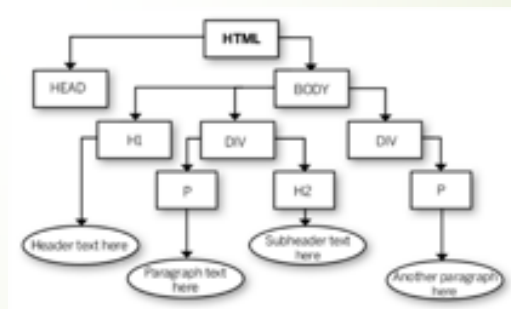 HTML
HEAD
BODY
H1
DIV
DIV
P
H2
P
Header text here
Subheader text
here
Paragraph text
here
Another paragraph
here